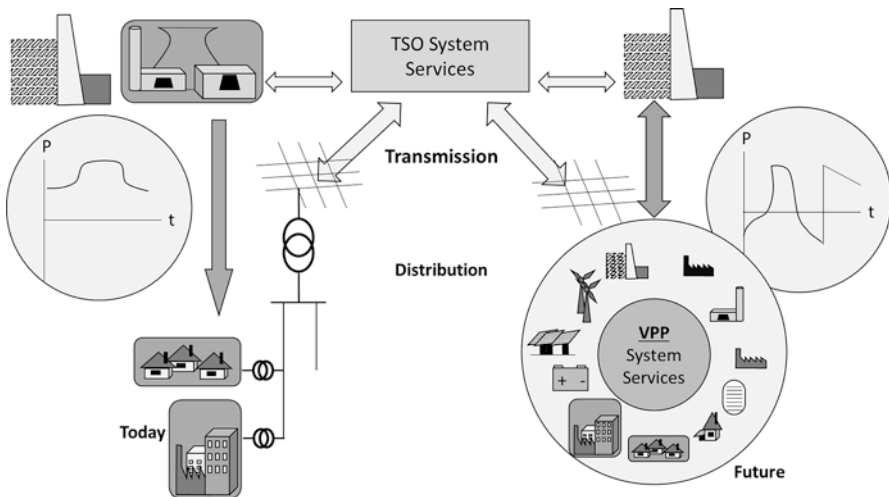 TSO System
Services
P
t
Transmission
P
t
Distribution
VPP
System
Services
+ -
Today
Future